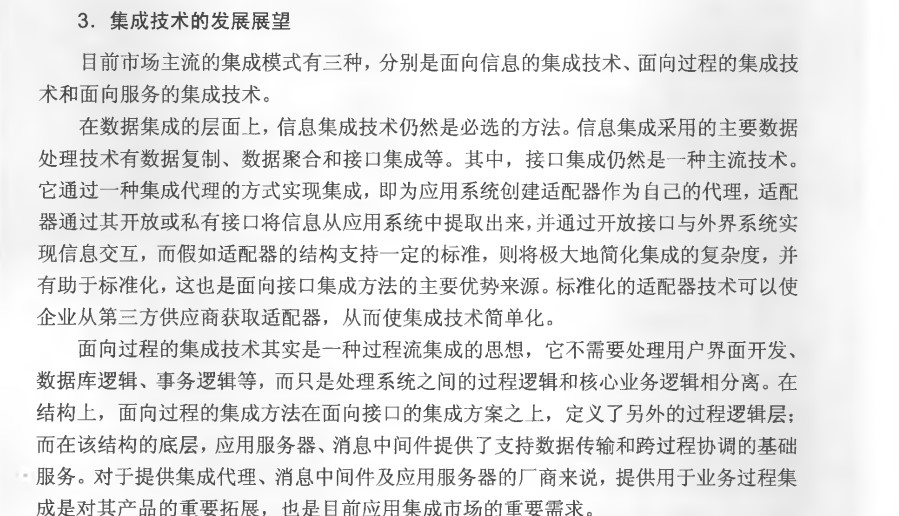 3．集成技术的发展展望
目前市场主流的集成模式有三种，分别是面向信息的集成技术、面向过程的集成技
术和面向服务的集成技术。
在数据集成的层面上，信息集成技术仍然是必选的方法。信息集成采用的主要数据
处理技术有数据复制、数据聚合和接口集成等。其中，接口集成仍然是一种主流技术。
它通过一种集成代理的方式实现集成，即为应用系统创建适配器作为自己的代理，适配
器通过其开放或私有接口将信息从应用系统中提取出来，并通过开放接口与外界系统实
现信息交互，而假如适配器的结构支持一定的标准，则将极大地简化集成的复杂度，并
有助于标准化，这也是面向接口集成方法的主要优势来源。标准化的适配器技术可以使
企业从第三方供应商获取适配器，从而使集成技术简单化。
面向过程的集成技术其实是一种过程流集成的思想，它不需要处理用户界面开发、
数据库逻辑、事务逻辑等，而只是处理系统之间的过程逻辑和核心业务逻辑相分离。在
结构上，面向过程的集成方法在面向接口的集成方案之上，定义了另外的过程逻辑层；
而在该结构的底层，应用服务器、消息中间件提供了支持数据传输和跨过程协调的基础
服务。对于提供集成代理、消息中间件及应用服务器的厂商来说，提供用于业务过程集
成是对其产品的重要拓展，也是目前应用集成市场的重要需求。